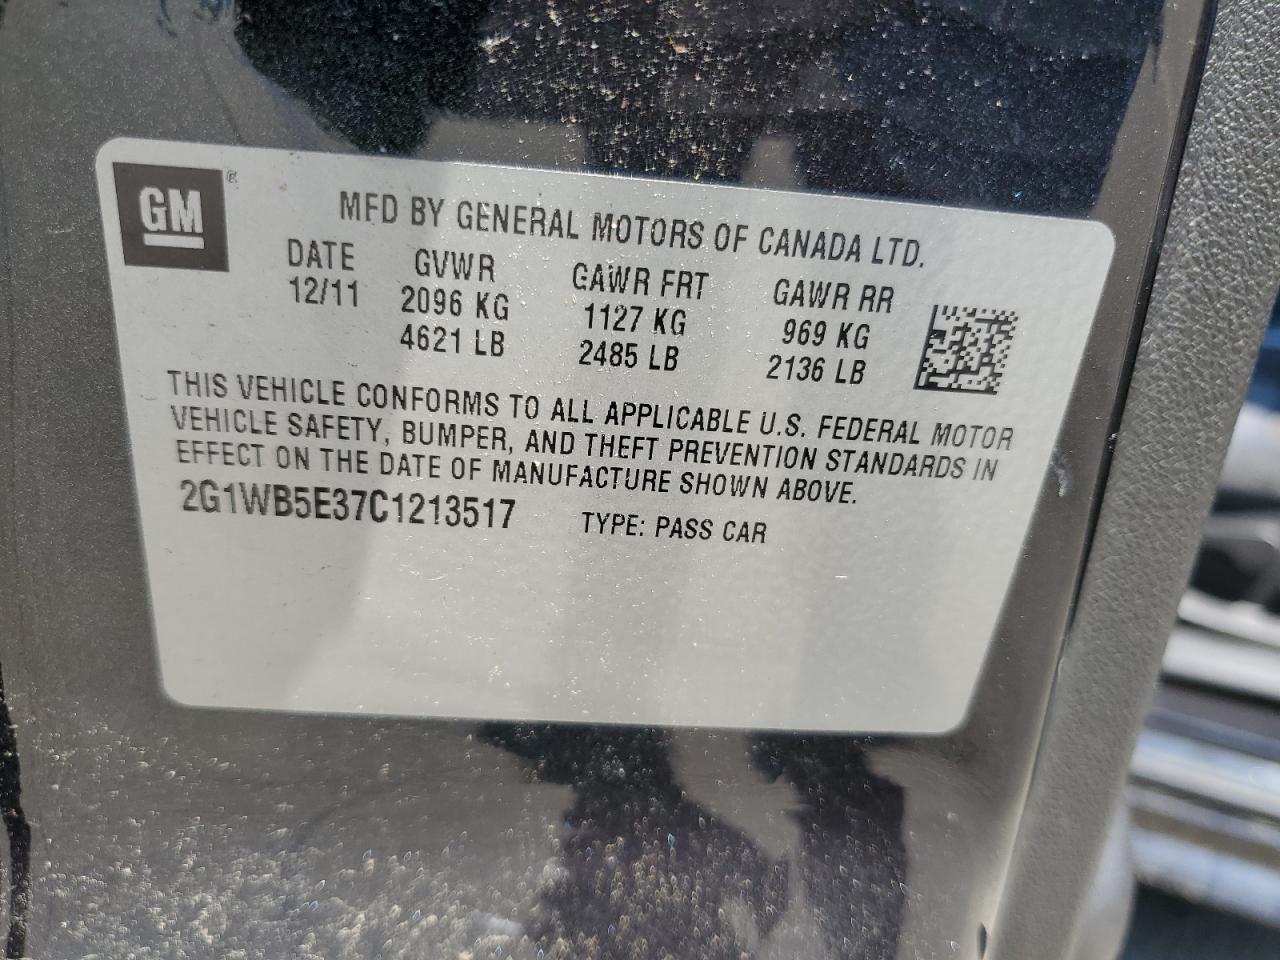 GM ®
MFD BY GENERAL MOTORS OF CANADA LTD.
DATE GVWR GAWR FRT GAWR RR
12/11 2096 KG 1127 KG 969 KG
4621 LB 2485 LB 2136 LB
THIS VEHICLE CONFORMS TO ALL APPLICABLE U.S. FEDERAL MOTOR
VEHICLE SAFETY, BUMPER, AND THEFT PREVENTION STANDARDS IN
EFFECT ON THE DATE OF MANUFACTURE SHOWN ABOVE.
2G1WB5E37C1213517 TYPE: PASS CAR